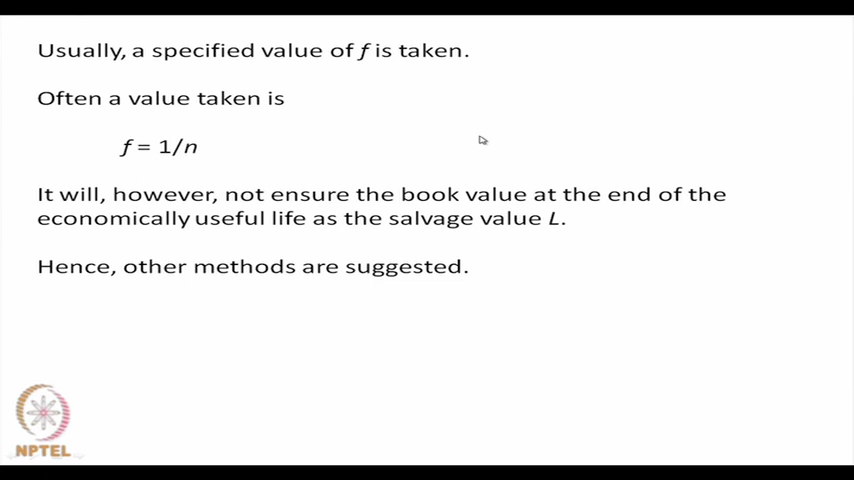 Usually, a specified value of f is taken.
Often a value taken is
f = 1/n
It will, however, not ensure the book value at the end of the
economically useful life as the salvage value L.
Hence, other methods are suggested.
NPTEL